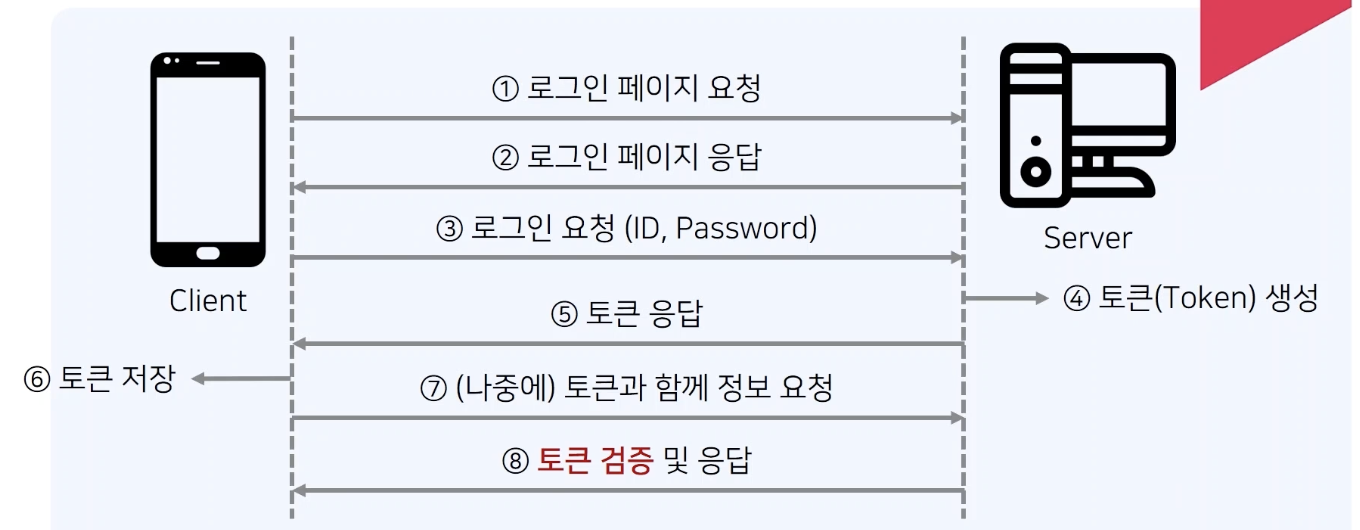 ① 로그인 페이지 요청
② 로그인 페이지 응답
③ 로그인 요청 (ID, Password)
Server
Client
④ 토큰(Token) 생성
⑤ 토큰 응답
⑥ 토큰 저장
⑦ (나중에) 토큰과 함께 정보 요청
⑧ 토큰 검증 및 응답